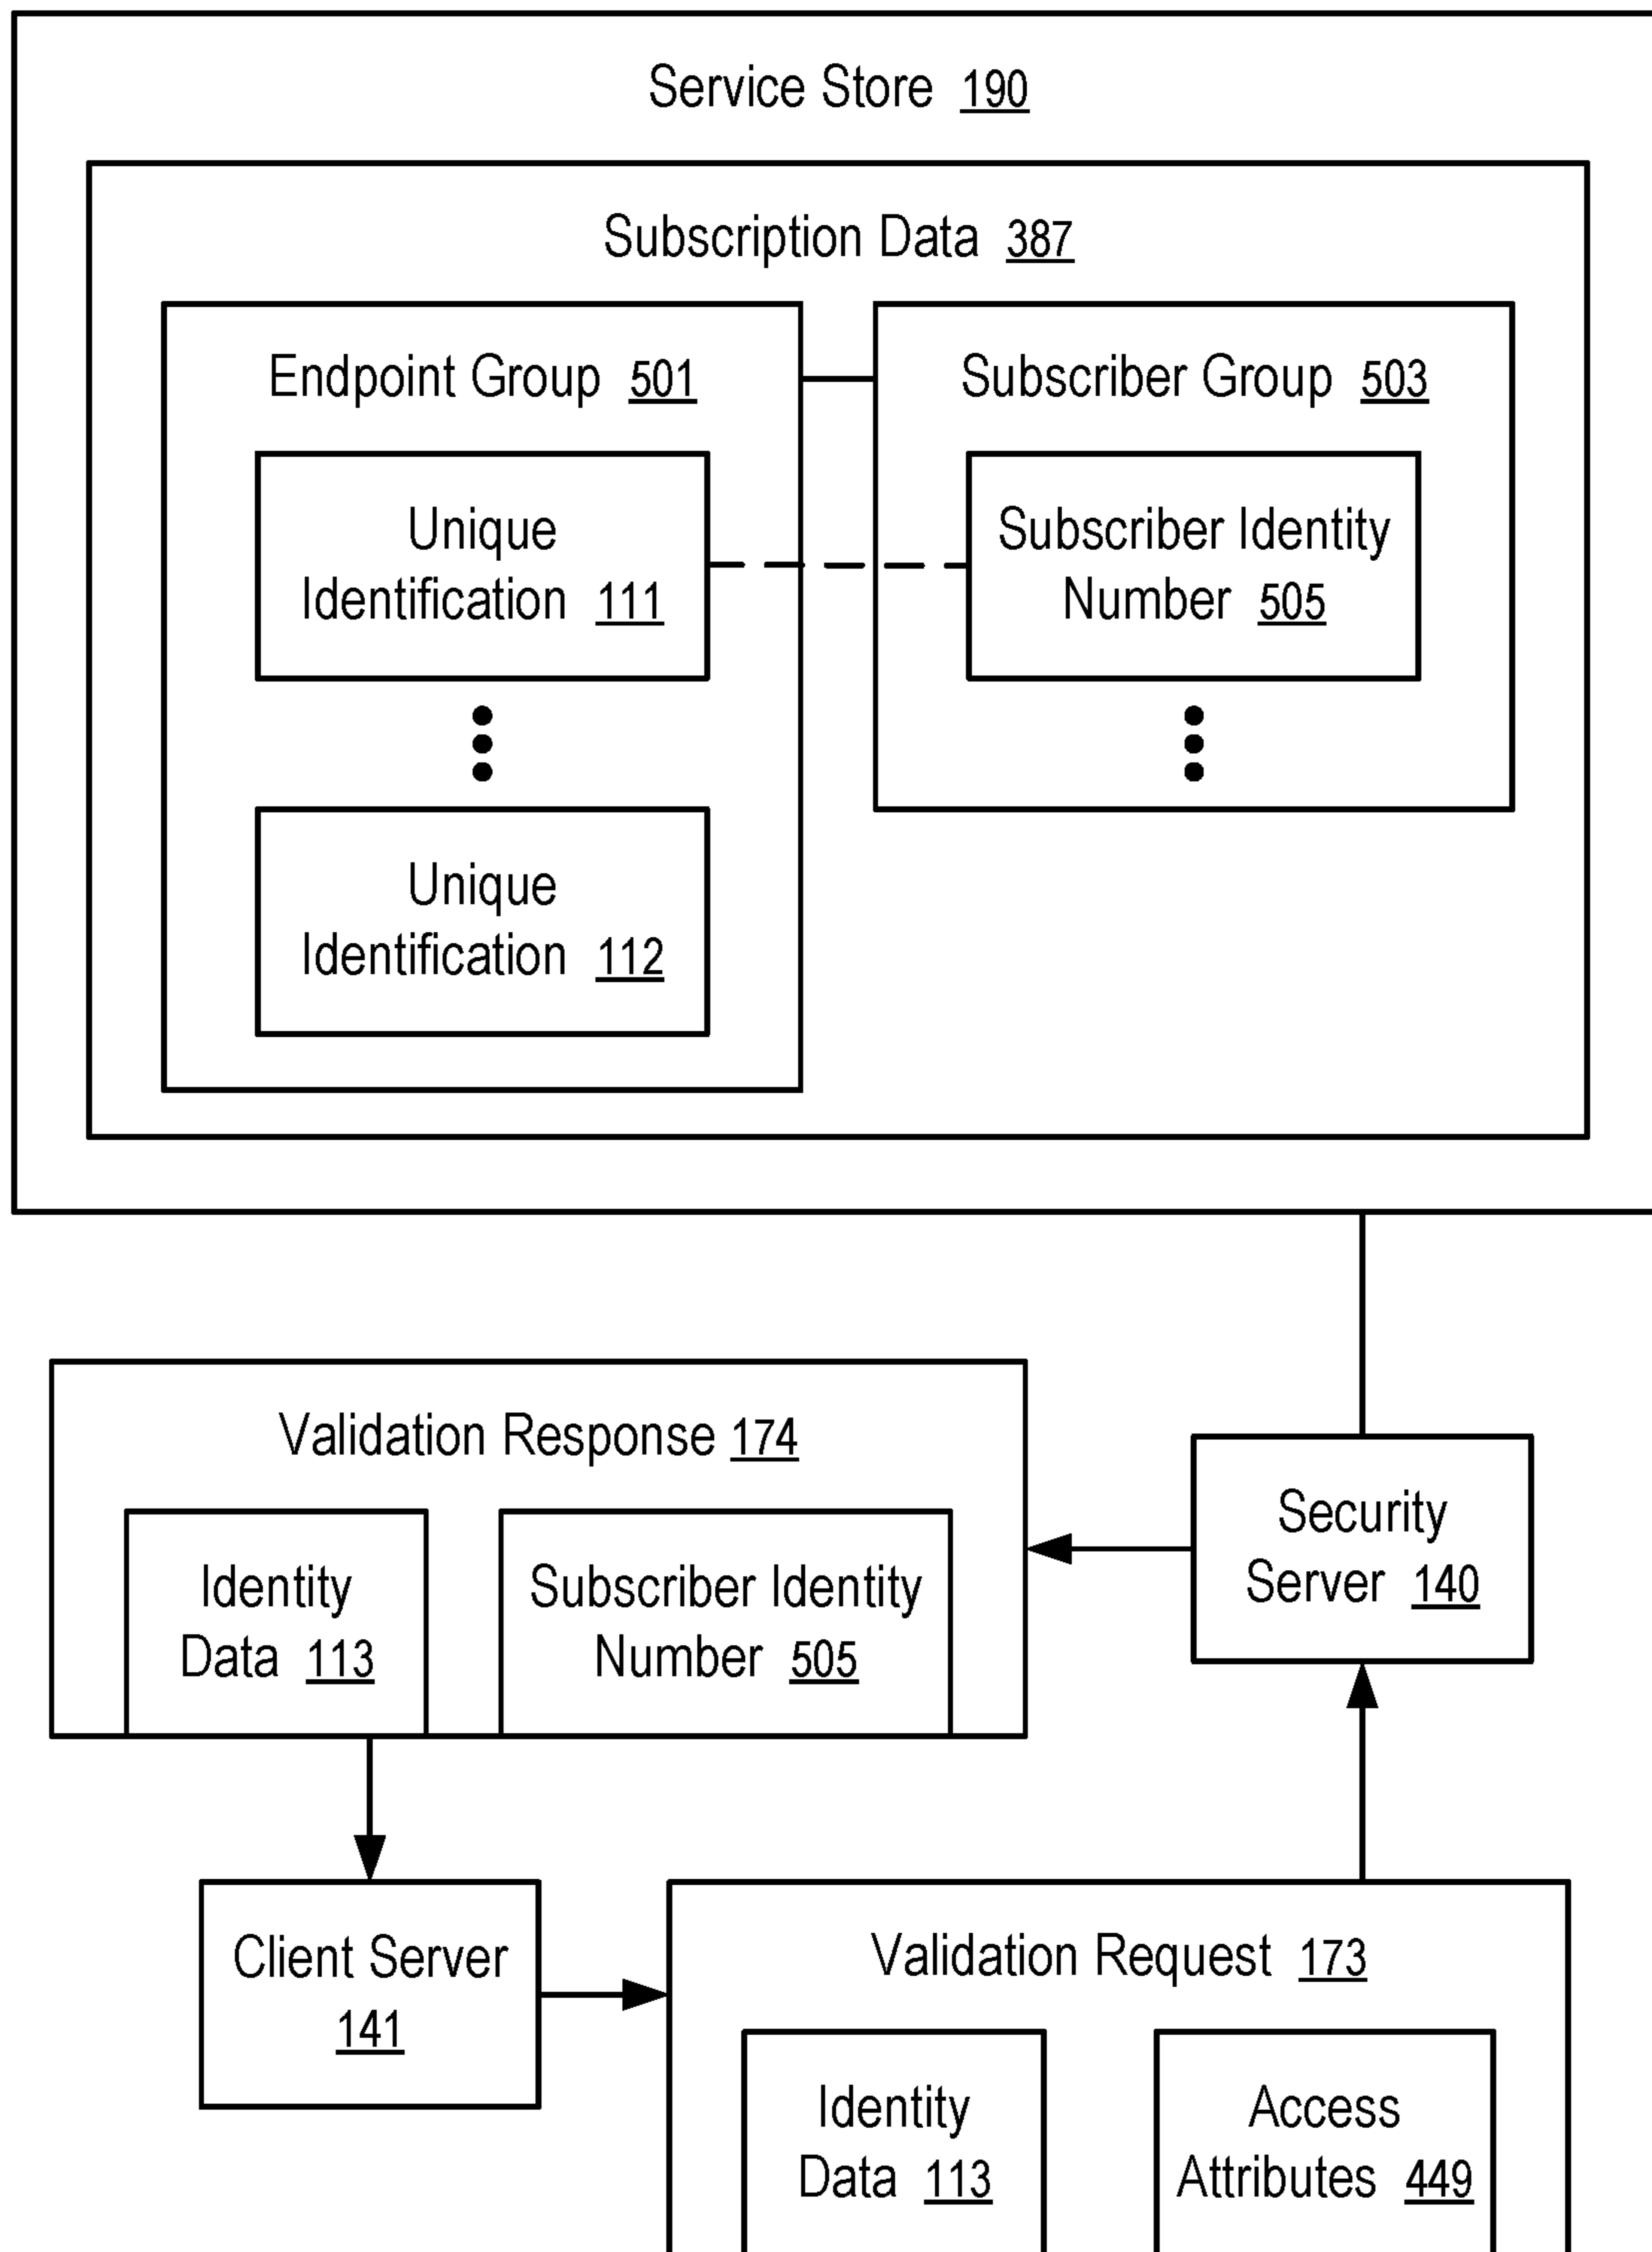 Service Store 190
Subscription Data 387
Endpoint Group 501
Unique
Identification 111
Unique
Identification 112
Subscriber Group 503
Subscriber Identity
Number 505
Validation Response 174
Identity
Data 113
Subscriber Identity
Number 505
Security
Server 140
Client Server
141
Validation Request 173
Identity
Data 113
Access
Attributes 449